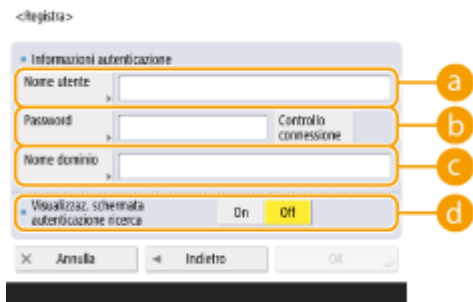 <Registra>
Informazioni autenticazione
Nome utente
a
Password
Controllo
connessione
b
Nome dominio
c
Visualizzaz. schermata
autenticazione ricerca
On
Off
d
Annulla
Indietro
OK